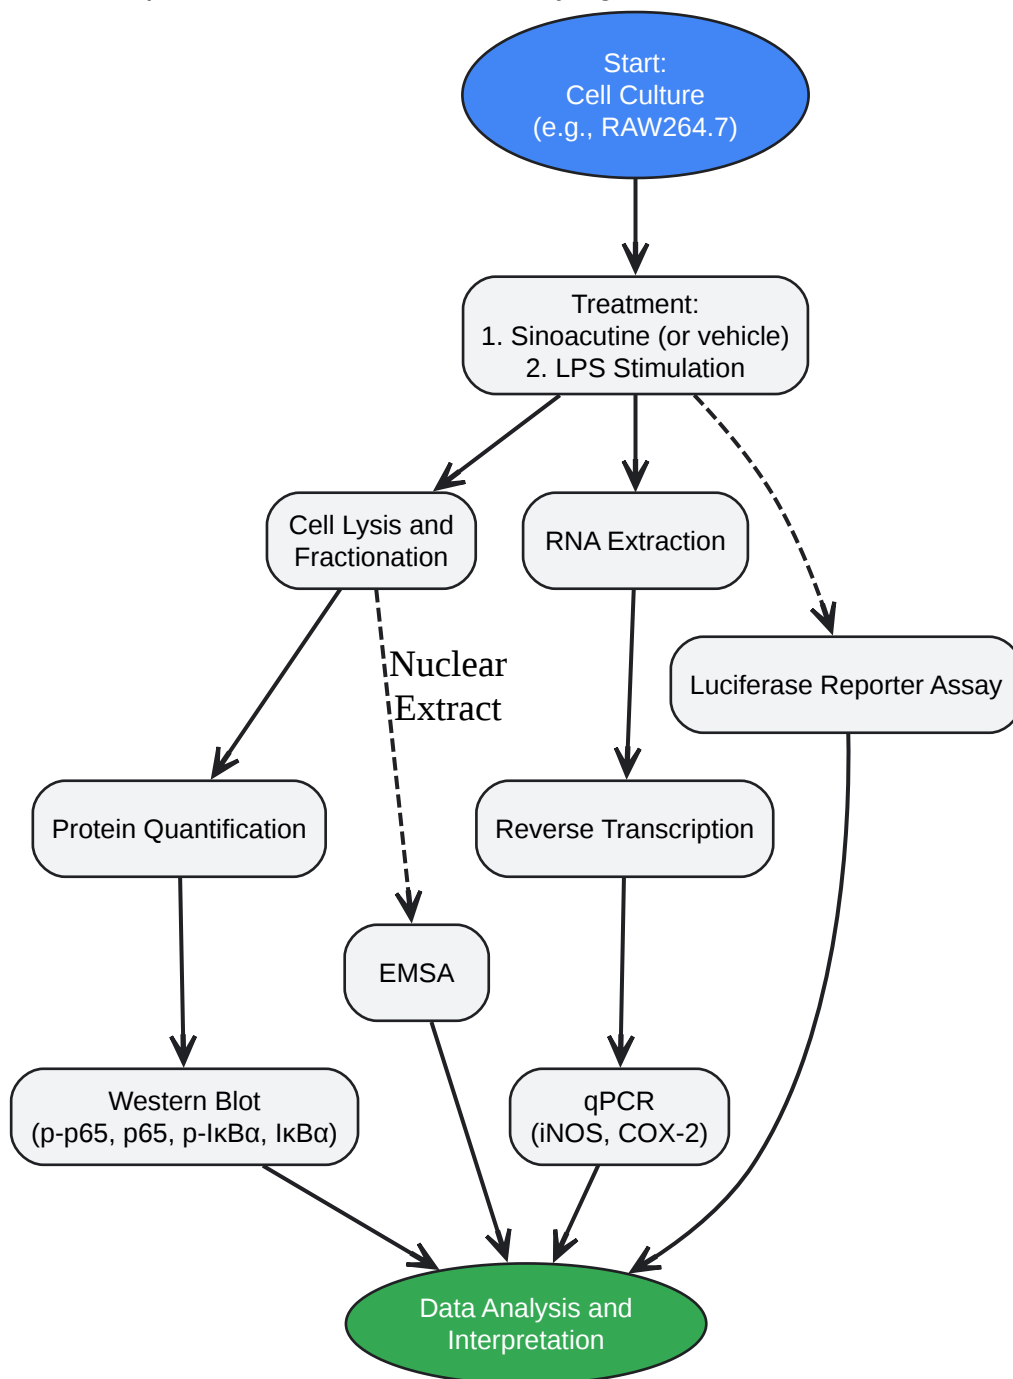 Start:
Cell Culture
(e.g., RAW264.7)
Treatment:
1. Sinoacutine (or vehicle)
2. LPS Stimulation
Cell Lysis and
Fractionation
RNA Extraction
Nuclear
Extract
Luciferase Reporter Assay
Protein Quantification
Reverse Transcription
EMSA
Western Blot
(p-p65, p65, p-IκBα, IκBα)
qPCR
(iNOS, COX-2)
Data Analysis and
Interpretation